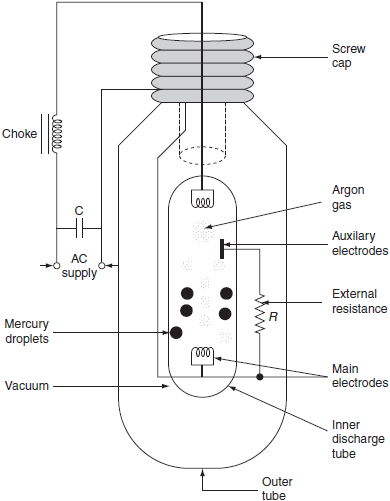 Screw
cap
Choke
C
AC
supply
Argon
gas
Auxilary
electrodes
External
resistance
R
Mercury
droplets
Main
electrodes
Vacuum
Inner
discharge
tube
Outer
tube